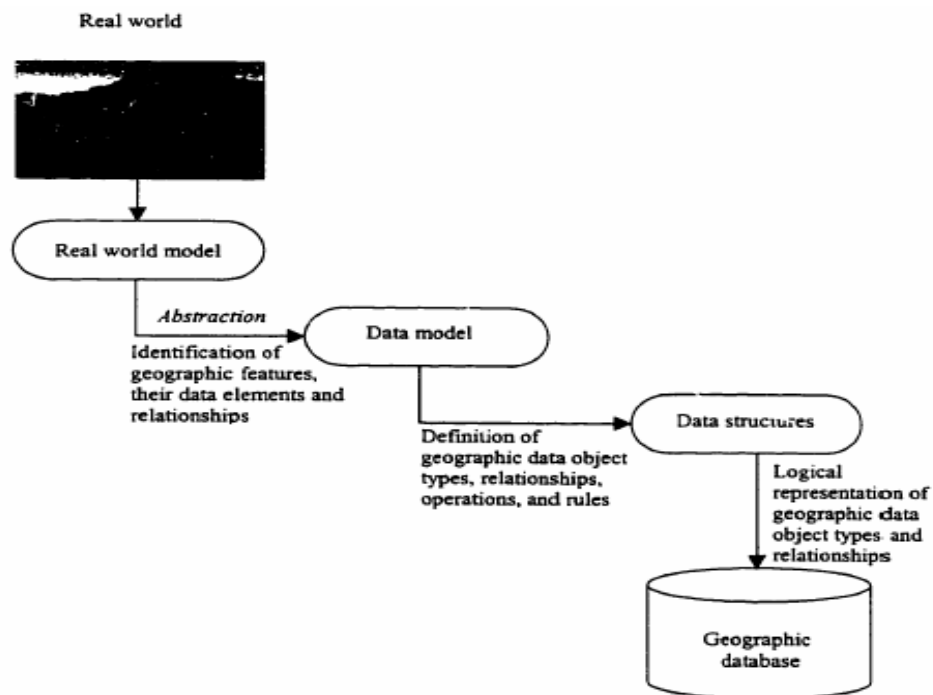 Real world
Real world model
Abstraction
Identification of
geographic features,
their data elements and
relationships
Data model
Definition of
geographic data object
types, relationships,
operations, and rules
Data structures
Logical
representation of
geographic data
object types and
relationships
Geographic
database